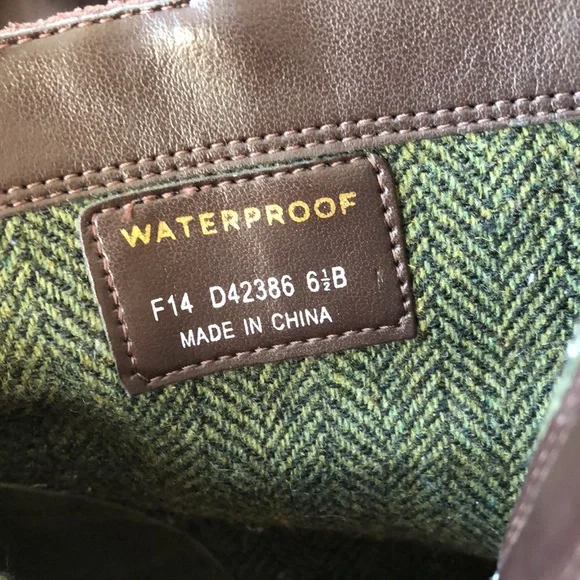 WATERPROOF
F14 D42386 6½B
MADE IN CHINA